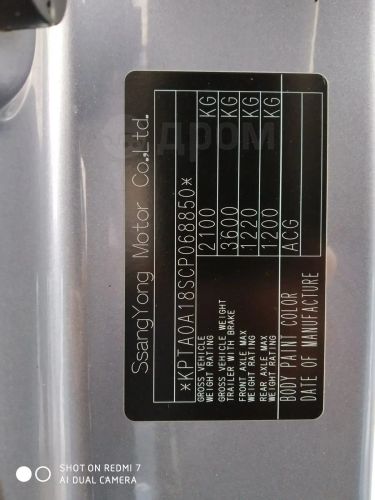 SsangYong Motor Co.,Ltd.
*KPTA0A18SCP068850*
GROSS VEHICLE
WEIGHT RATING 2100 KG
GROSS VEHICLE WEIGHT
TRAILER WITH BRAKE 3600 KG
FRONT AXLE MAX
WEIGHT RATING 1220 KG
REAR AXLE MAX
WEIGHT RATING 1200 KG
BODY PAINT COLOR ACG
DATE OF MANUFACTURE
дром
SHOT ON REDMI 7
AI DUAL CAMERA